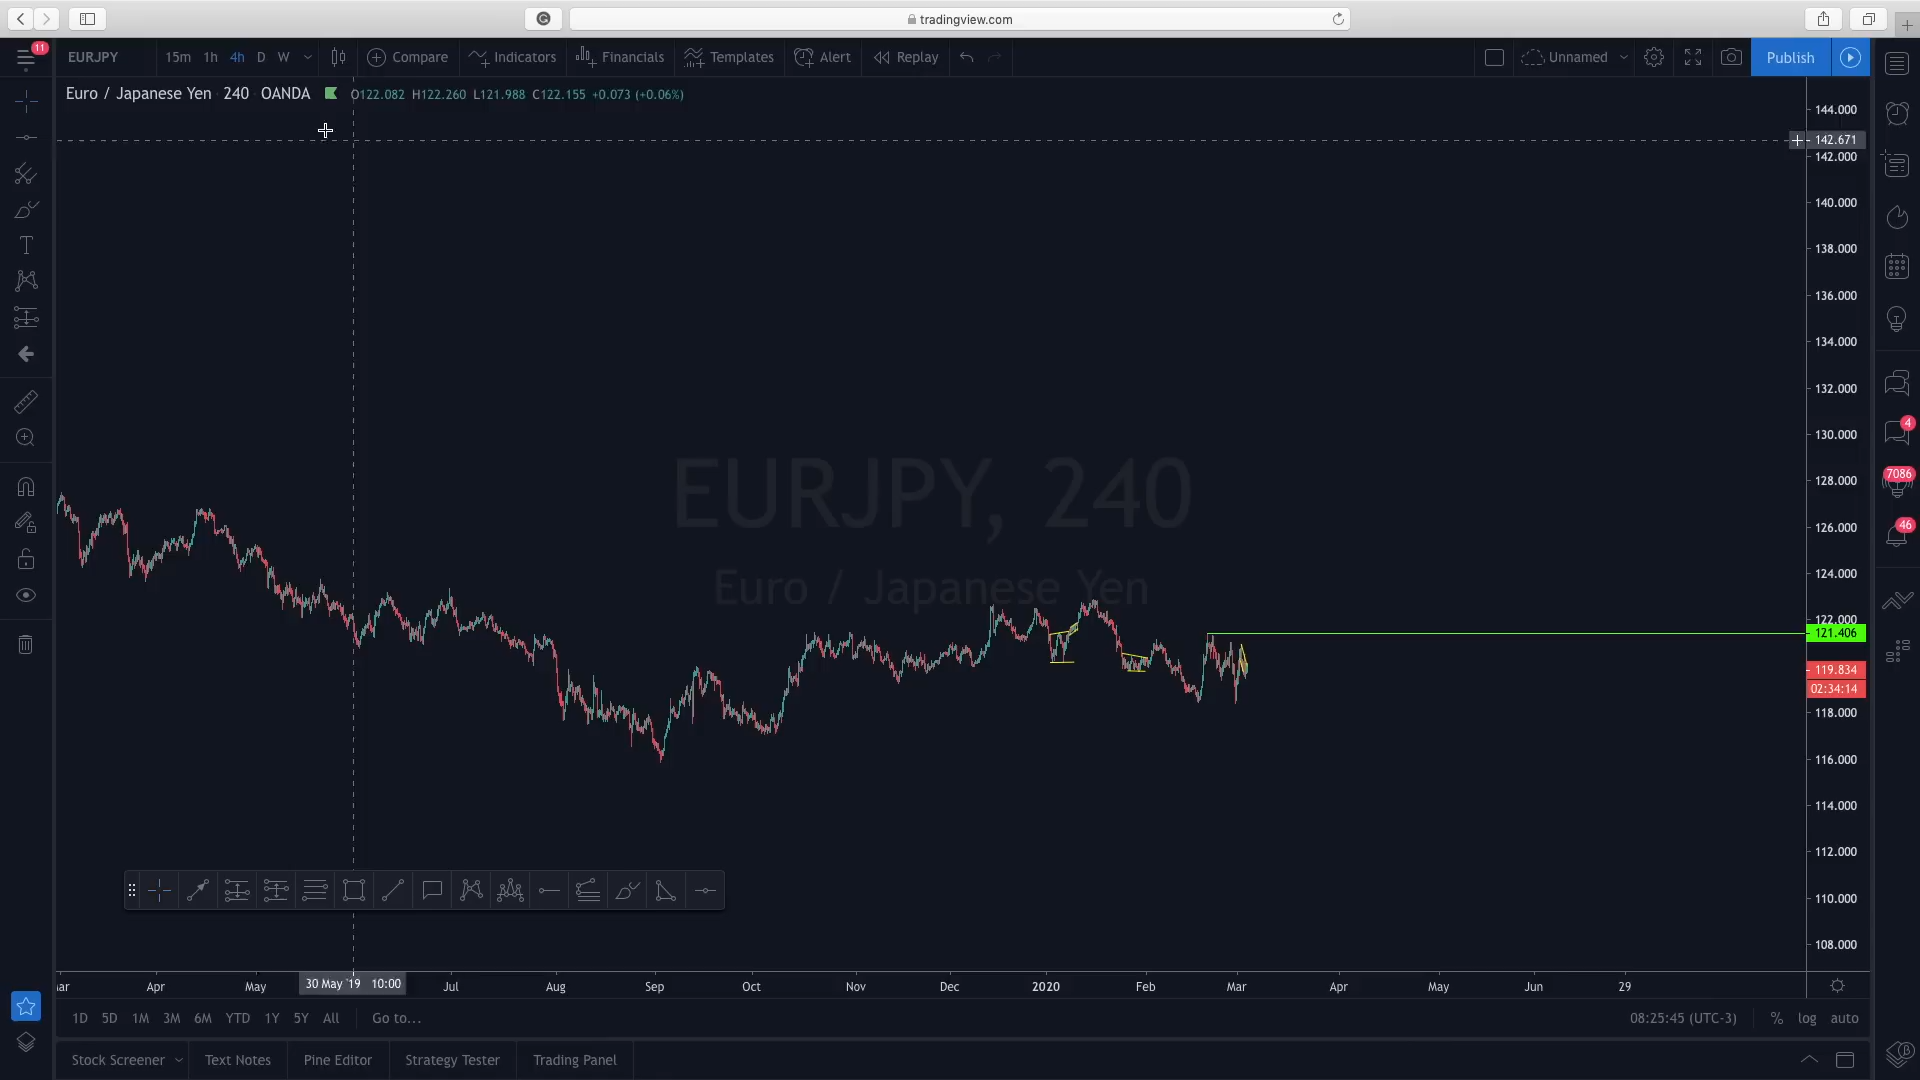 tradingview.com
11
EURJPY
15m 1h 4h D W
Compare
Indicators
Financials
Templates
Alert
Replay
Unnamed
Publish
Euro / Japanese Yen 240 OANDA O122.082 H122.260 L121.988 C122.155 +0.073 (+0.06%)
144.000
142.671
142.000
140.000
138.000
136.000
134.000
132.000
130.000
128.000
126.000
124.000
122.000
121.406
119.834
02:34:14
118.000
116.000
114.000
112.000
110.000
108.000
4
7086
46
EURJPY, 240
Euro / Japanese Yen
ar Apr May 30 May '19 10:00 Jul Aug Sep Oct Nov Dec 2020 Feb Mar Apr May Jun 29
1D 5D 1M 3M 6M YTD 1Y 5Y All Go to... 08:25:45 (UTC-3) % log auto
Stock Screener Text Notes Pine Editor Strategy Tester Trading Panel